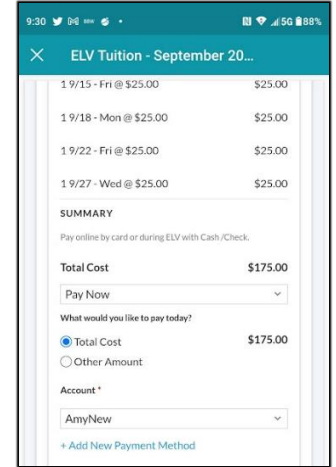 9:30
5G 88%
ELV Tuition - September 20...
1 9/15 - Fri @ $25.00 $25.00
1 9/18 - Mon @ $25.00 $25.00
1 9/22 - Fri @ $25.00 $25.00
1 9/27 - Wed @ $25.00 $25.00
SUMMARY
Pay online by card or during ELV with Cash /Check.
Total Cost $175.00
Pay Now
What would you like to pay today?
Total Cost $175.00
Other Amount
Account *
AmyNew
+ Add New Payment Method